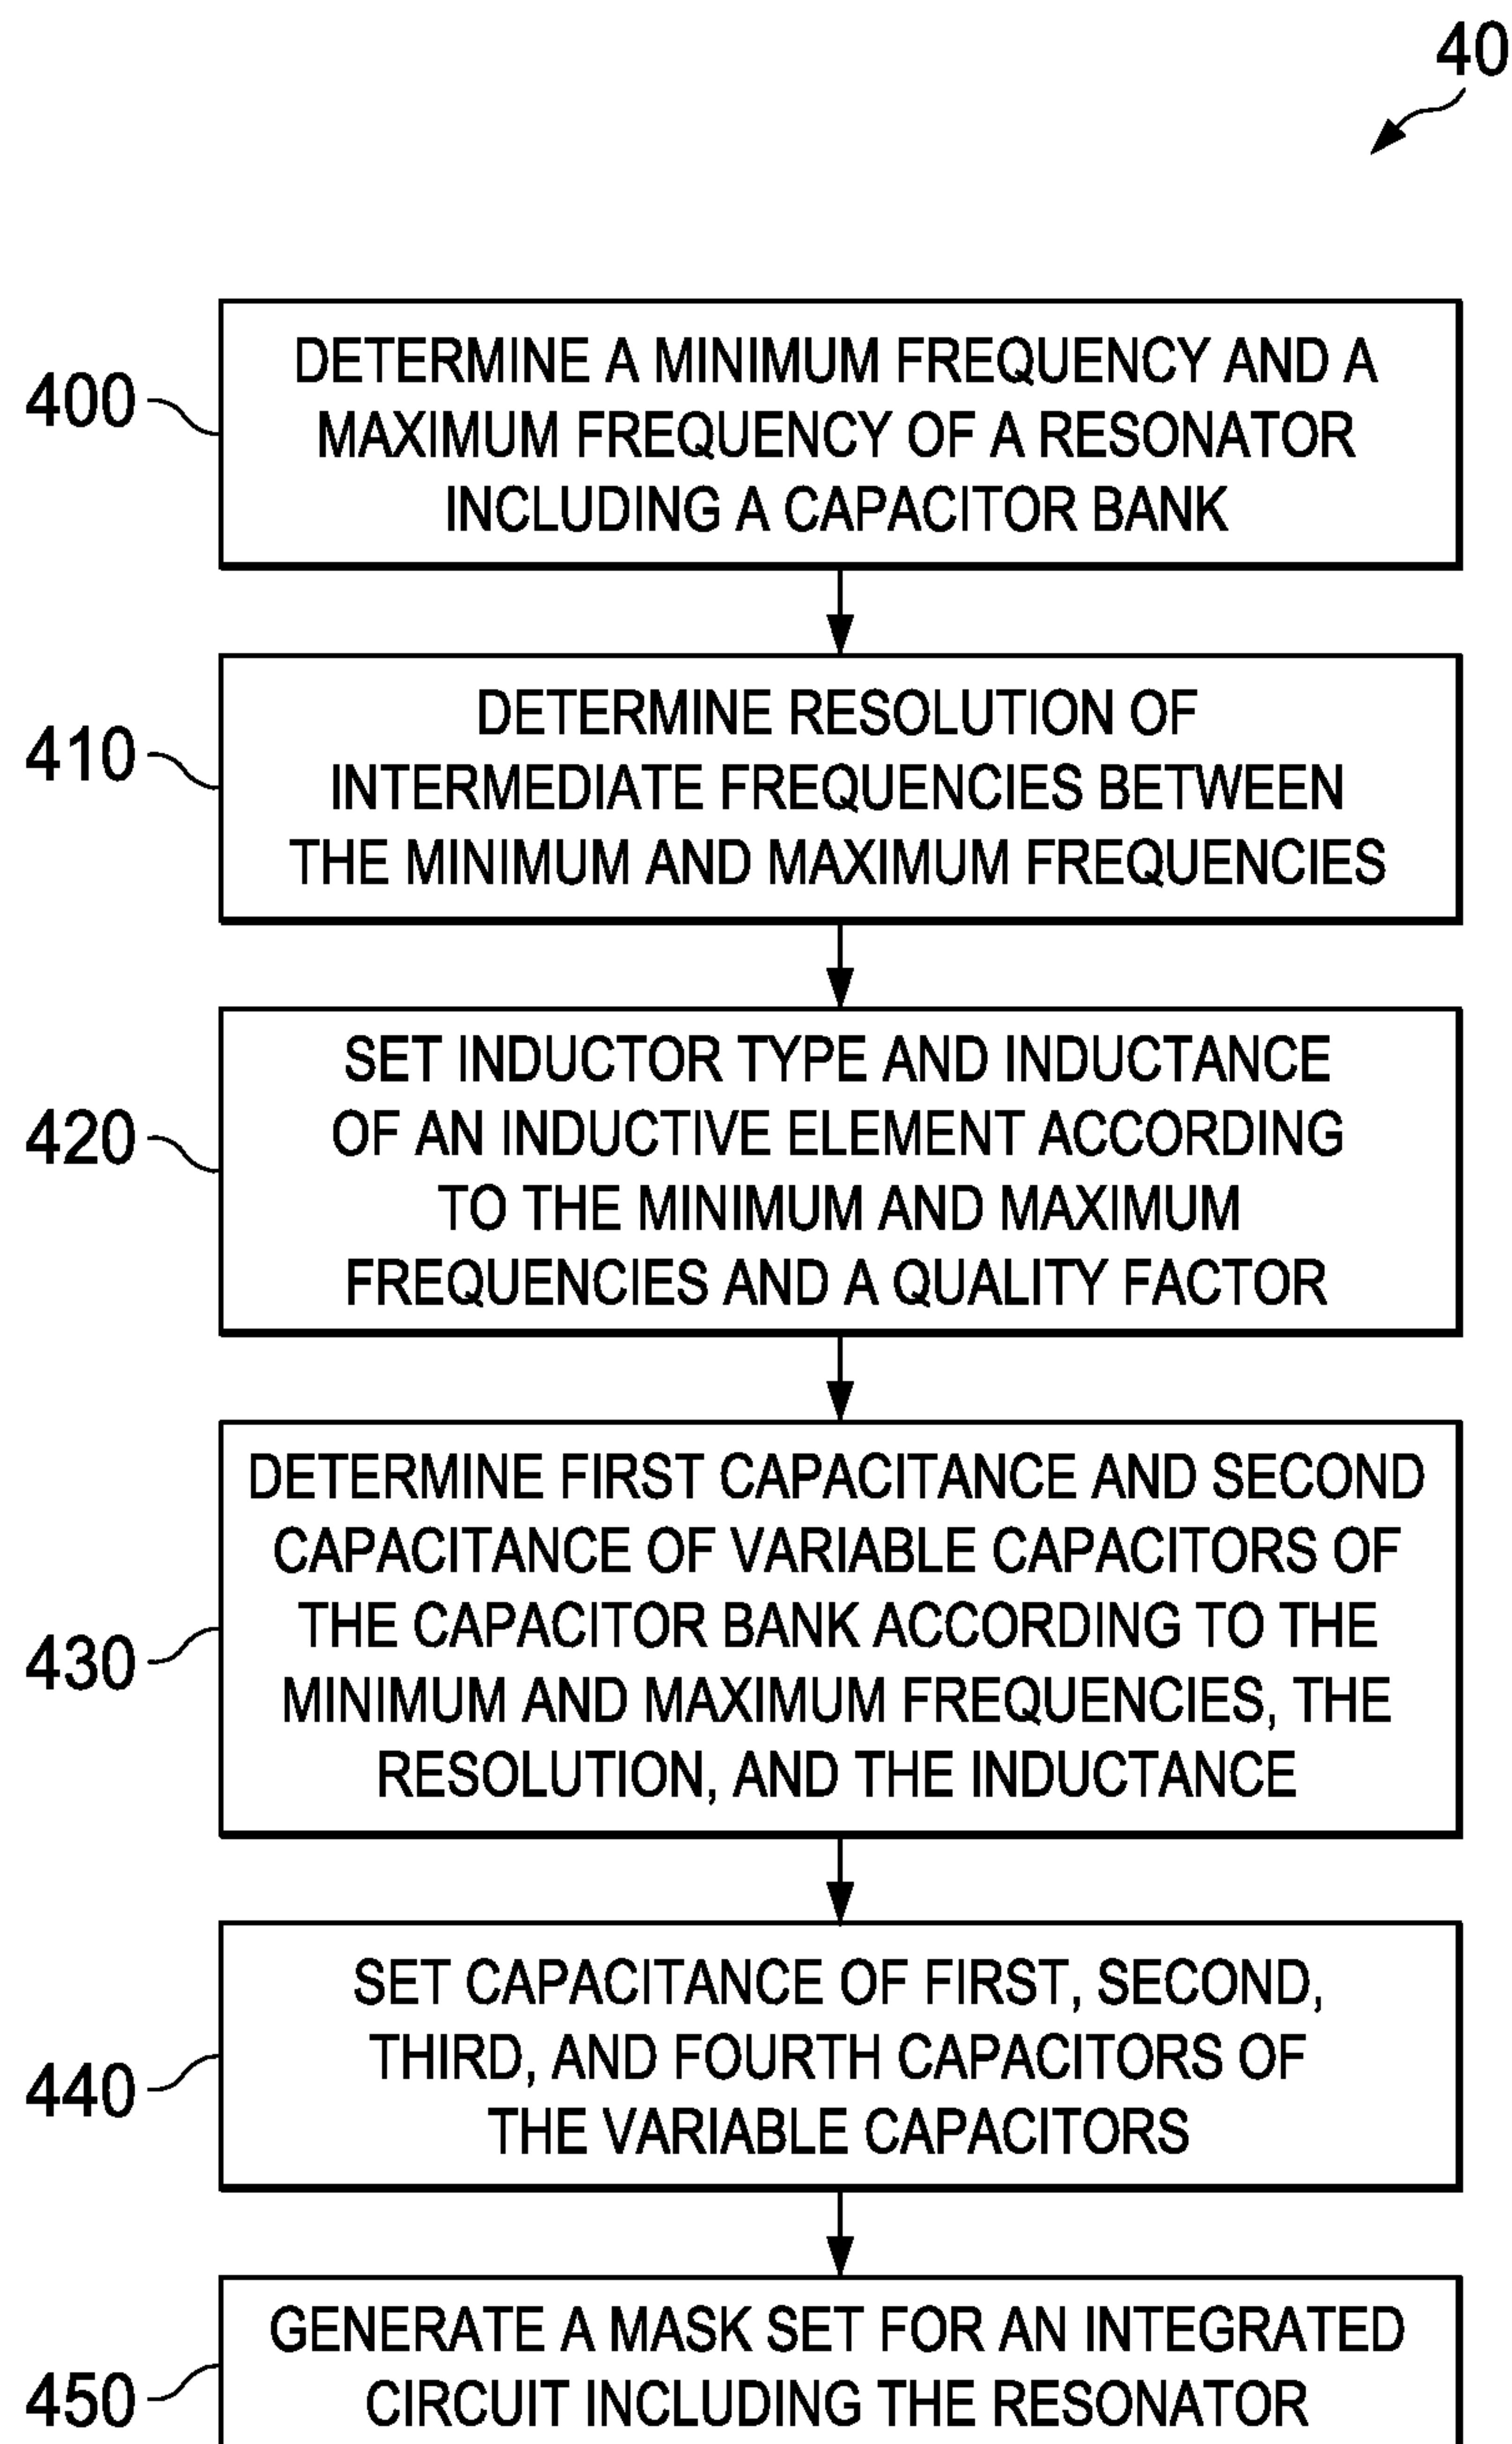 40
400
DETERMINE A MINIMUM FREQUENCY AND A
MAXIMUM FREQUENCY OF A RESONATOR
INCLUDING A CAPACITOR BANK
410
DETERMINE RESOLUTION OF
INTERMEDIATE FREQUENCIES BETWEEN
THE MINIMUM AND MAXIMUM FREQUENCIES
420
SET INDUCTOR TYPE AND INDUCTANCE
OF AN INDUCTIVE ELEMENT ACCORDING
TO THE MINIMUM AND MAXIMUM
FREQUENCIES AND A QUALITY FACTOR
430
DETERMINE FIRST CAPACITANCE AND SECOND
CAPACITANCE OF VARIABLE CAPACITORS OF
THE CAPACITOR BANK ACCORDING TO THE
MINIMUM AND MAXIMUM FREQUENCIES, THE
RESOLUTION, AND THE INDUCTANCE
440
SET CAPACITANCE OF FIRST, SECOND,
THIRD, AND FOURTH CAPACITORS OF
THE VARIABLE CAPACITORS
450
GENERATE A MASK SET FOR AN INTEGRATED
CIRCUIT INCLUDING THE RESONATOR